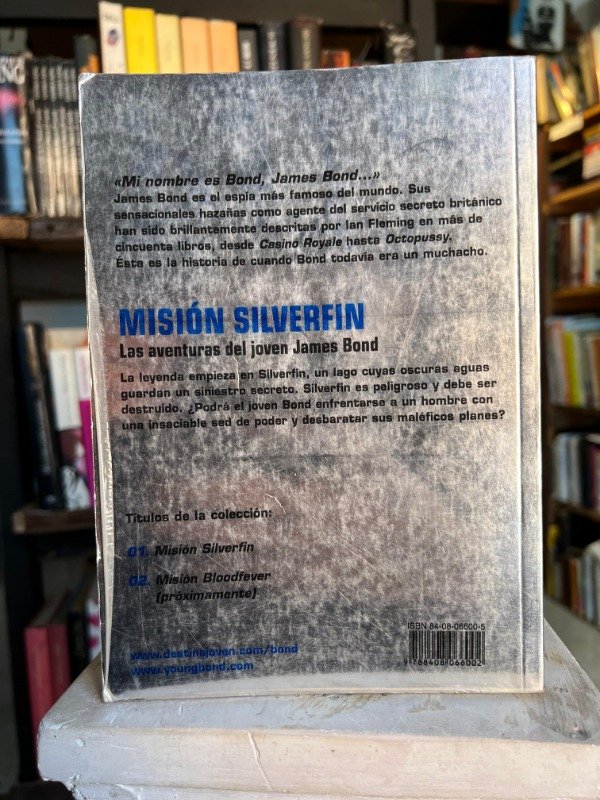 «Mi nombre es Bond, James Bond...»
James Bond es el espía más famoso del mundo. Sus
sensacionales hazañas como agente del servicio secreto británico
han sido brillantemente descritas por Ian Fleming en más de
cincuenta libros, desde Casino Royale hasta Octopussy.
Ésta es la historia de cuando Bond todavía era un muchacho.
MISIÓN SILVERFIN
Las aventuras del joven James Bond
La leyenda empieza en Silverfin, un lago cuyas oscuras aguas
guardan un siniestro secreto. Silverfin es peligroso y debe ser
destruido. ¿Podrá el joven Bond enfrentarse a un hombre con
una insaciable sed de poder y desbaratar sus maléficos planes?
Títulos de la colección:
01. Misión Silverfin
02. Misión Bloodfever
(próximamente)
www.destinojoven.com/bond
www.youngbond.com
ISBN 84-08-06600-5
9 788408 066002